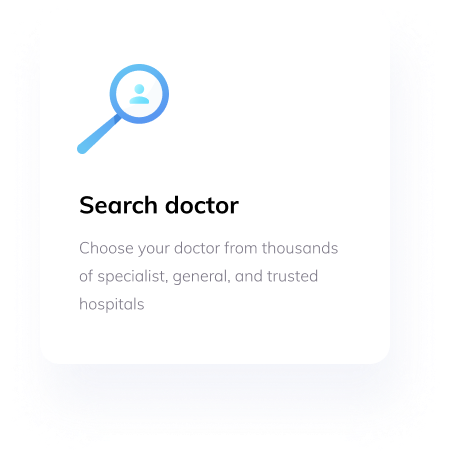 Search doctor
Choose your doctor from thousands
of specialist, general, and trusted
hospitals